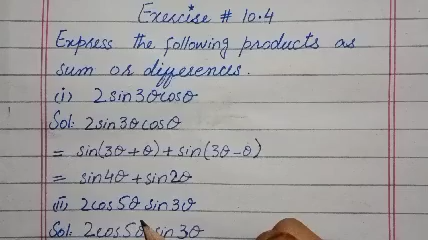 Exercise # 10.4
Express the following products as
sum or differences.
(i) 2sin3θcosθ
Sol: 2sin3θcosθ
= sin(3θ+θ)+sin(3θ-θ)
= sin4θ+sin2θ
(ii) 2cos5θ sin3θ
Sol: 2cos5θ sin3θ